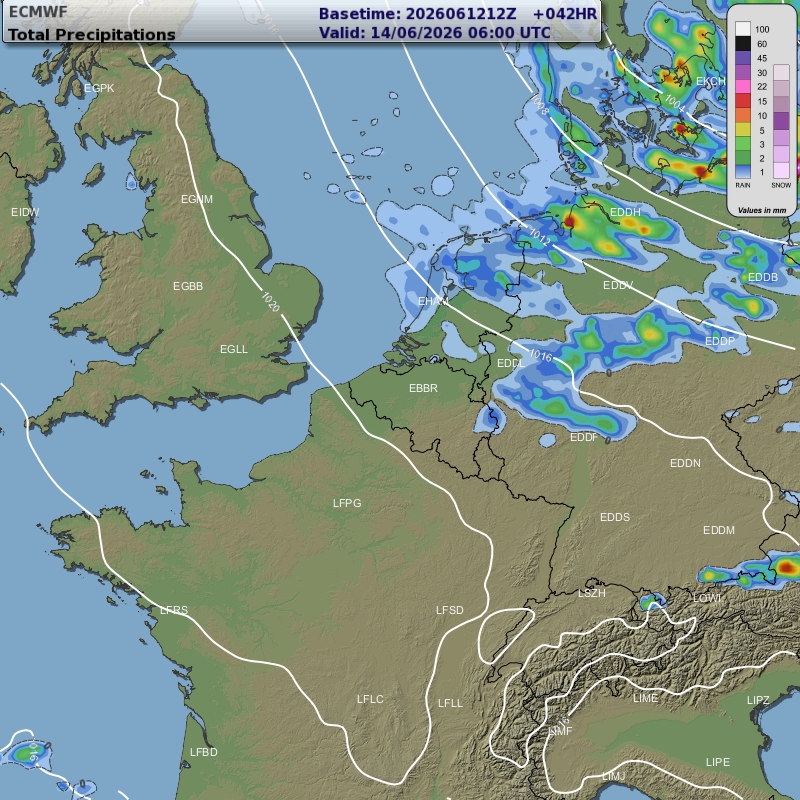 ECMWF
Basetime: 2026061212Z +042HR
Total Precipitations
Valid: 14/06/2026 06:00 UTC
100
60
45
30
22
15
10
5
3
2
1
RAIN
SNOW
Values in mm
EGPK
EKCH
1004
1008
EIDW
EGNM
EDDH
1012
EGBB
EDDB
EDDV
1020
EHAM
EGLL
EDDP
1016
EDDL
EBBR
EDDF
EDDN
LFPG
EDDS
EDDM
LSZH
LOWI
LFRS
LFSD
LFLC
LFLL
LIME
LIPZ
LIMF
LFBD
LIPE
LIMJ